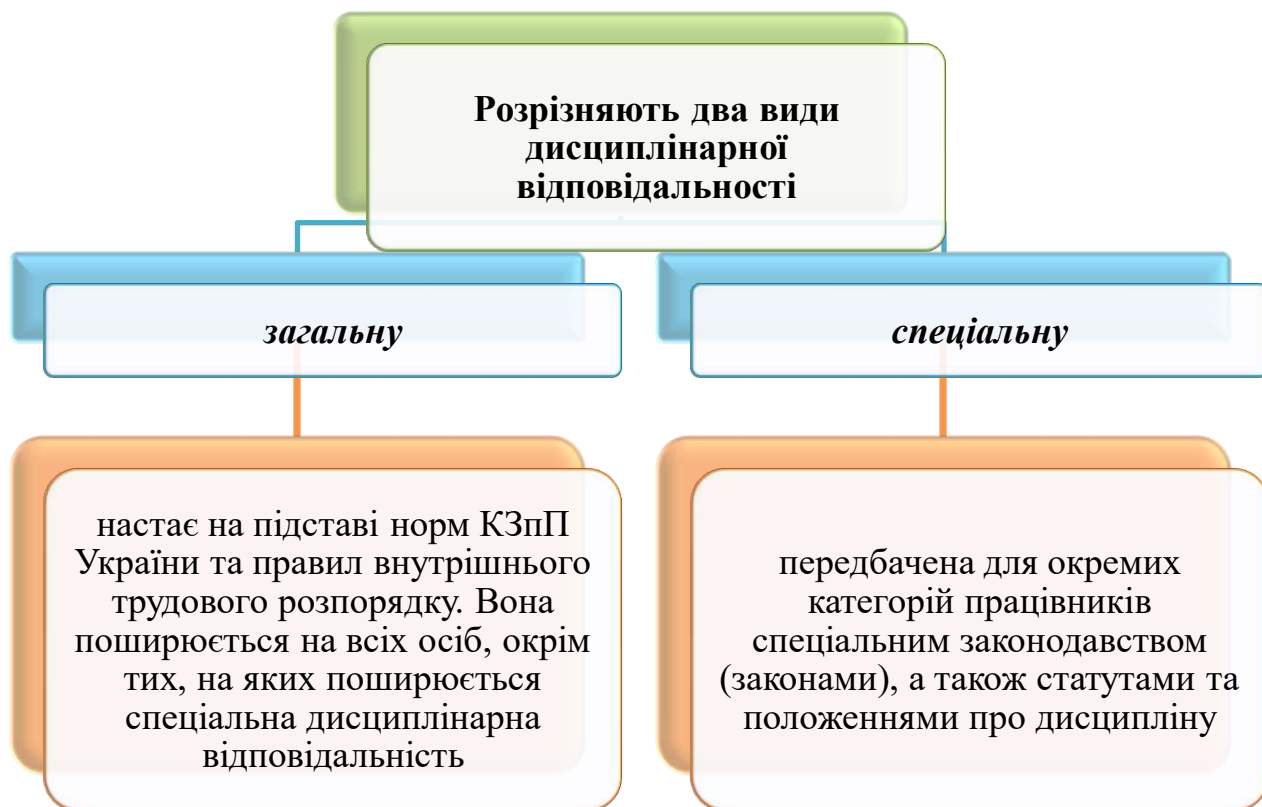 Розрізняють два види
дисциплінарної
відповідальності
загальну
спеціальну
настає на підставі норм КЗпП
України та правил внутрішнього
трудового розпорядку. Вона
поширюється на всіх осіб, окрім
тих, на яких поширюється
спеціальна дисциплінарна
відповідальність
передбачена для окремих
категорій працівників
спеціальним законодавством
(законами), а також статутами та
положеннями про дисципліну